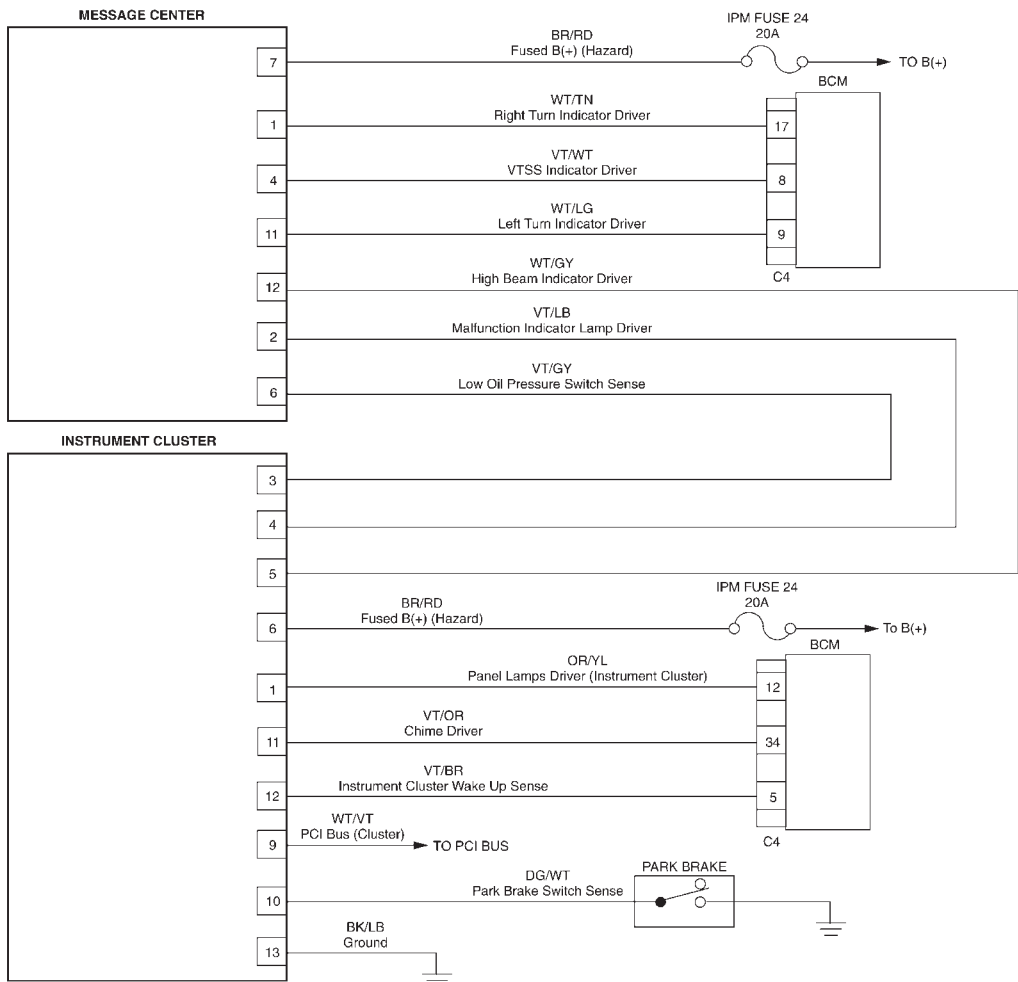 MESSAGE CENTER
IPM FUSE 24
20A
BR/RD
Fused B(+) (Hazard)
7
TO B(+)
BCM
WT/TN
Right Turn Indicator Driver
1
17
VT/WT
VTSS Indicator Driver
4
8
WT/LG
Left Turn Indicator Driver
11
9
C4
WT/GY
High Beam Indicator Driver
12
VT/LB
Malfunction Indicator Lamp Driver
2
VT/GY
Low Oil Pressure Switch Sense
6
INSTRUMENT CLUSTER
3
4
5
IPM FUSE 24
20A
BR/RD
Fused B(+) (Hazard)
6
To B(+)
BCM
OR/YL
Panel Lamps Driver (Instrument Cluster)
1
12
VT/OR
Chime Driver
11
34
VT/BR
Instrument Cluster Wake Up Sense
12
5
C4
WT/VT
PCI Bus (Cluster)
9
TO PCI BUS
PARK BRAKE
DG/WT
Park Brake Switch Sense
10
BK/LB
Ground
13